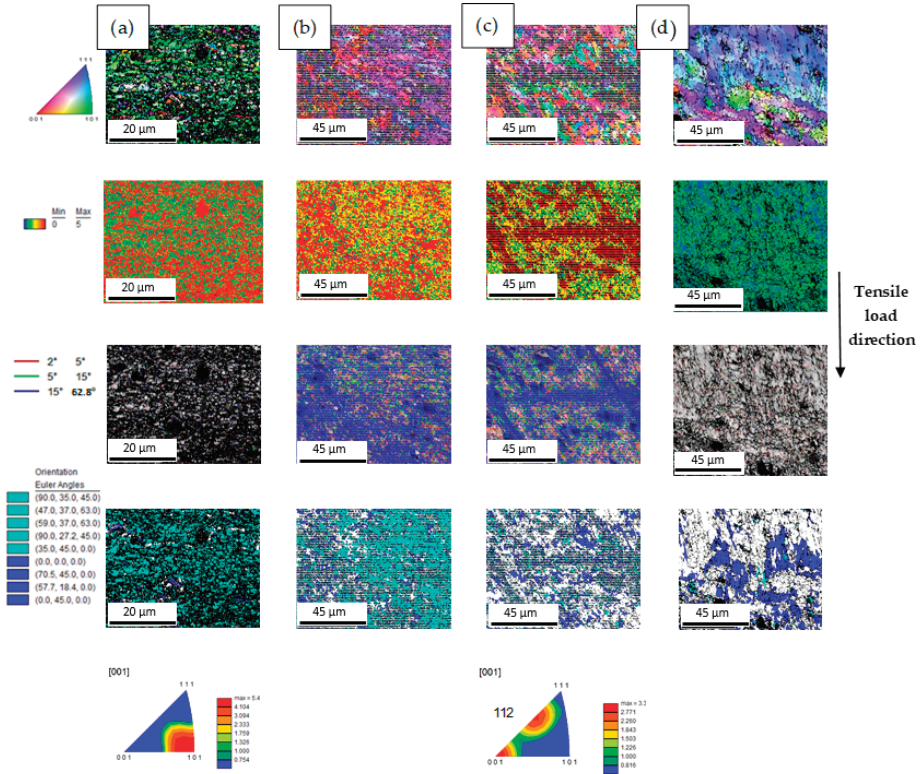 (a)
(b)
(c)
(d)
1 1 1
0 0 1
1 0 1
20 µm
45 µm
45 µm
45 µm
Min Max
0 5
20 µm
45 µm
45 µm
45 µm
Tensile
load
direction
2° 5°
5° 15°
15° 62.8°
20 µm
45 µm
45 µm
45 µm
Orientation
Euler Angles
(90.0, 35.0, 45.0)
(47.0, 37.0, 63.0)
(59.0, 37.0, 63.0)
(90.0, 27.2, 45.0)
(35.0, 45.0, 0.0)
(0.0, 0.0, 0.0)
(70.5, 45.0, 0.0)
(57.7, 18.4, 0.0)
(0.0, 45.0, 0.0)
20 µm
45 µm
45 µm
45 µm
[001]
1 1 1
0 0 1
1 0 1
max = 5.4
4.104
3.094
2.333
1.759
1.326
1.000
0.754
[001]
1 1 1
112
0 0 1
1 0 1
max = 3.
2.771
2.260
1.843
1.503
1.226
1.000
0.816